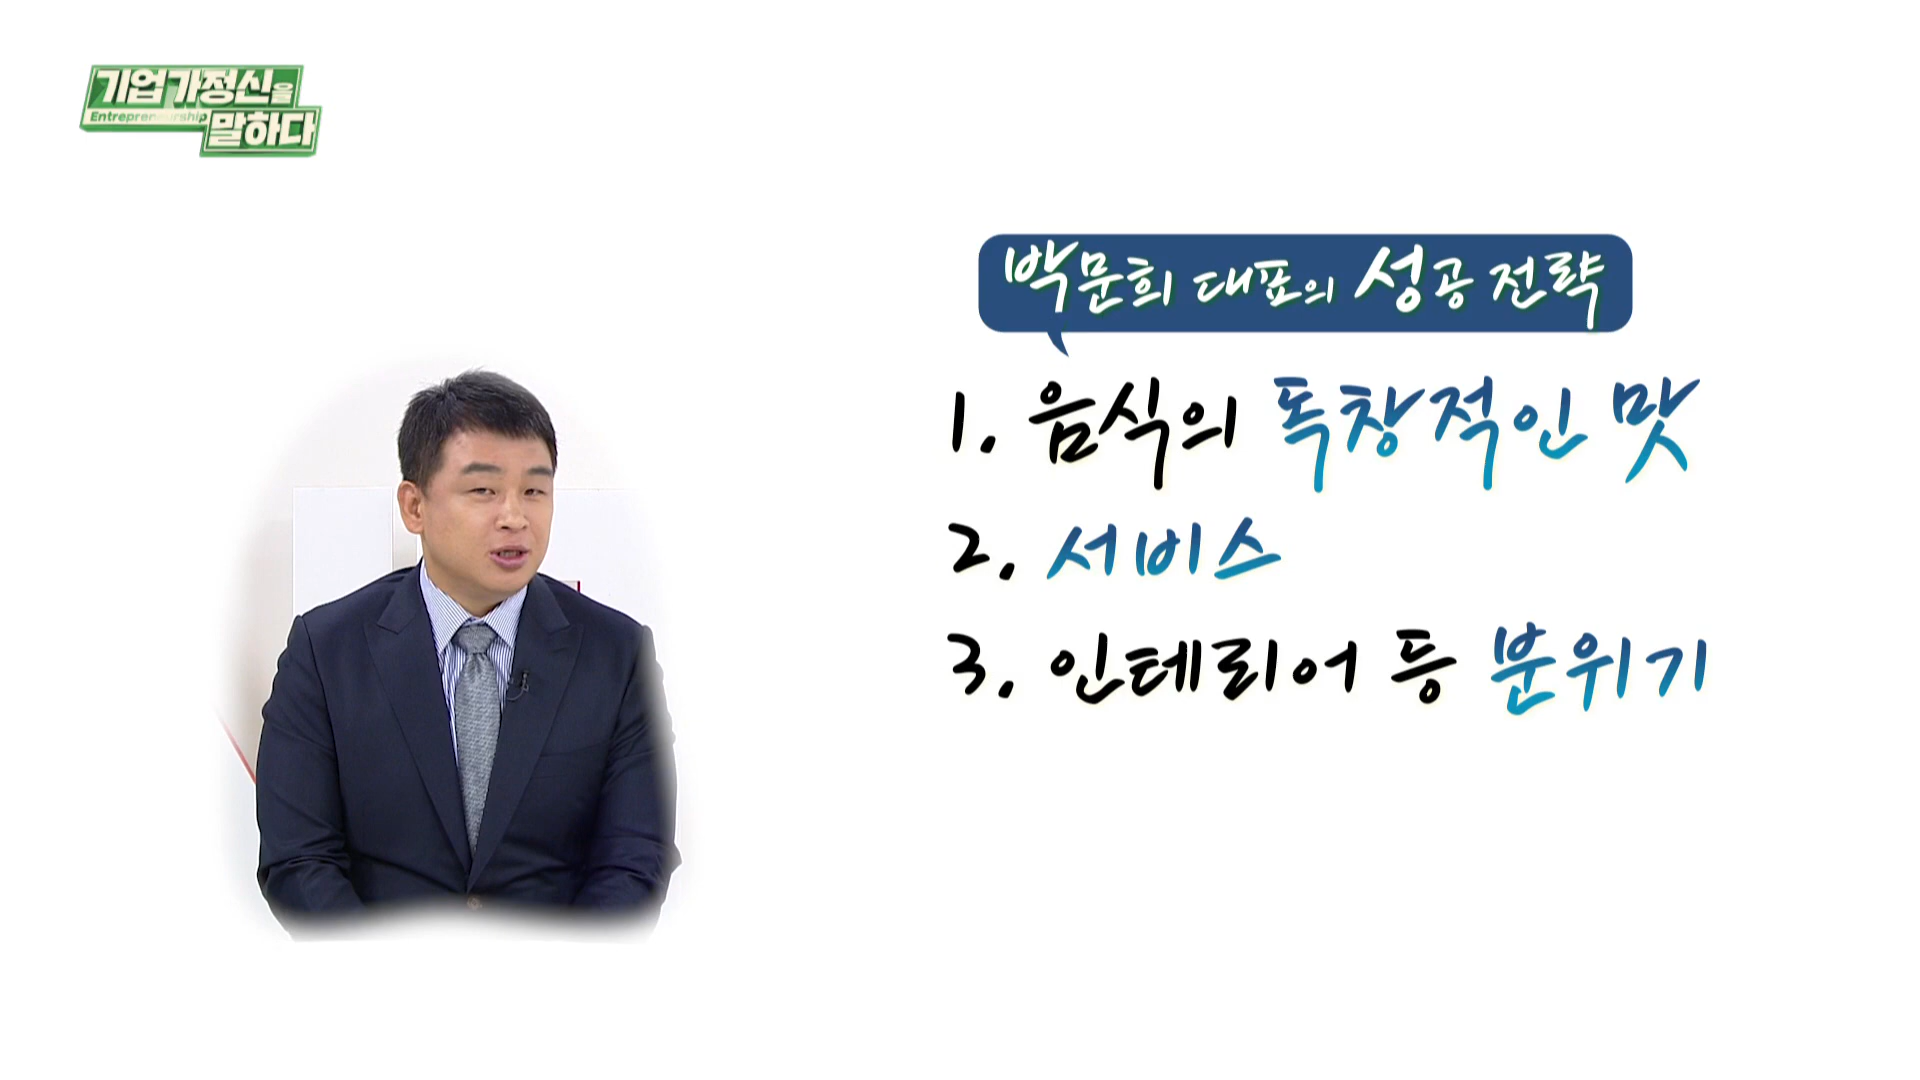 기업가정신을
Entrepreneurship
말하다
박문희 대표의 성공 전략
1. 음식의 독창적인 맛
2. 서비스
3. 인테리어 등 분위기